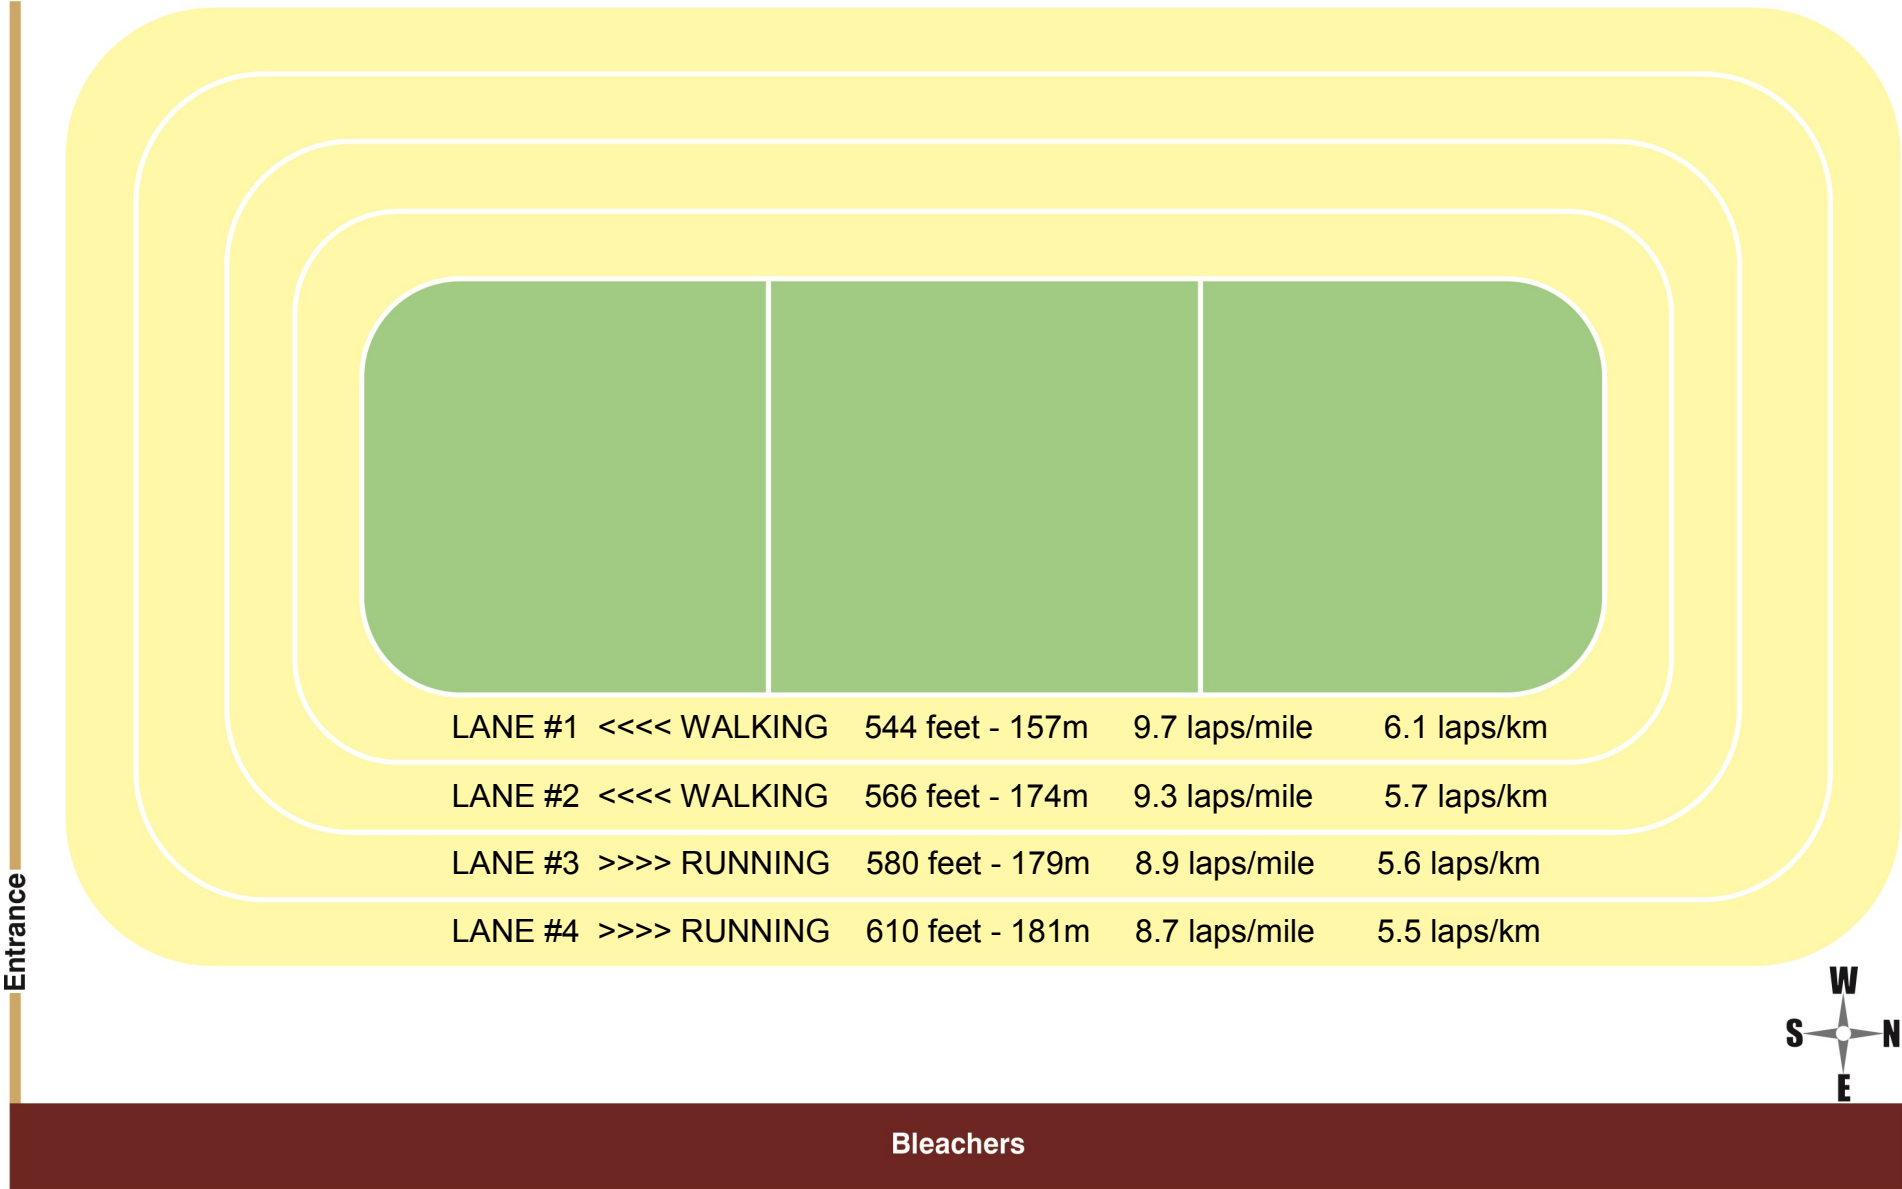 LANE #1 <<<< WALKING 544 feet - 157m 9.7 laps/mile 6.1 laps/km
LANE #2 <<<< WALKING 566 feet - 174m 9.3 laps/mile 5.7 laps/km
LANE #3 >>>> RUNNING 580 feet - 179m 8.9 laps/mile 5.6 laps/km
LANE #4 >>>> RUNNING 610 feet - 181m 8.7 laps/mile 5.5 laps/km
Entrance
W
S N
E
Bleachers